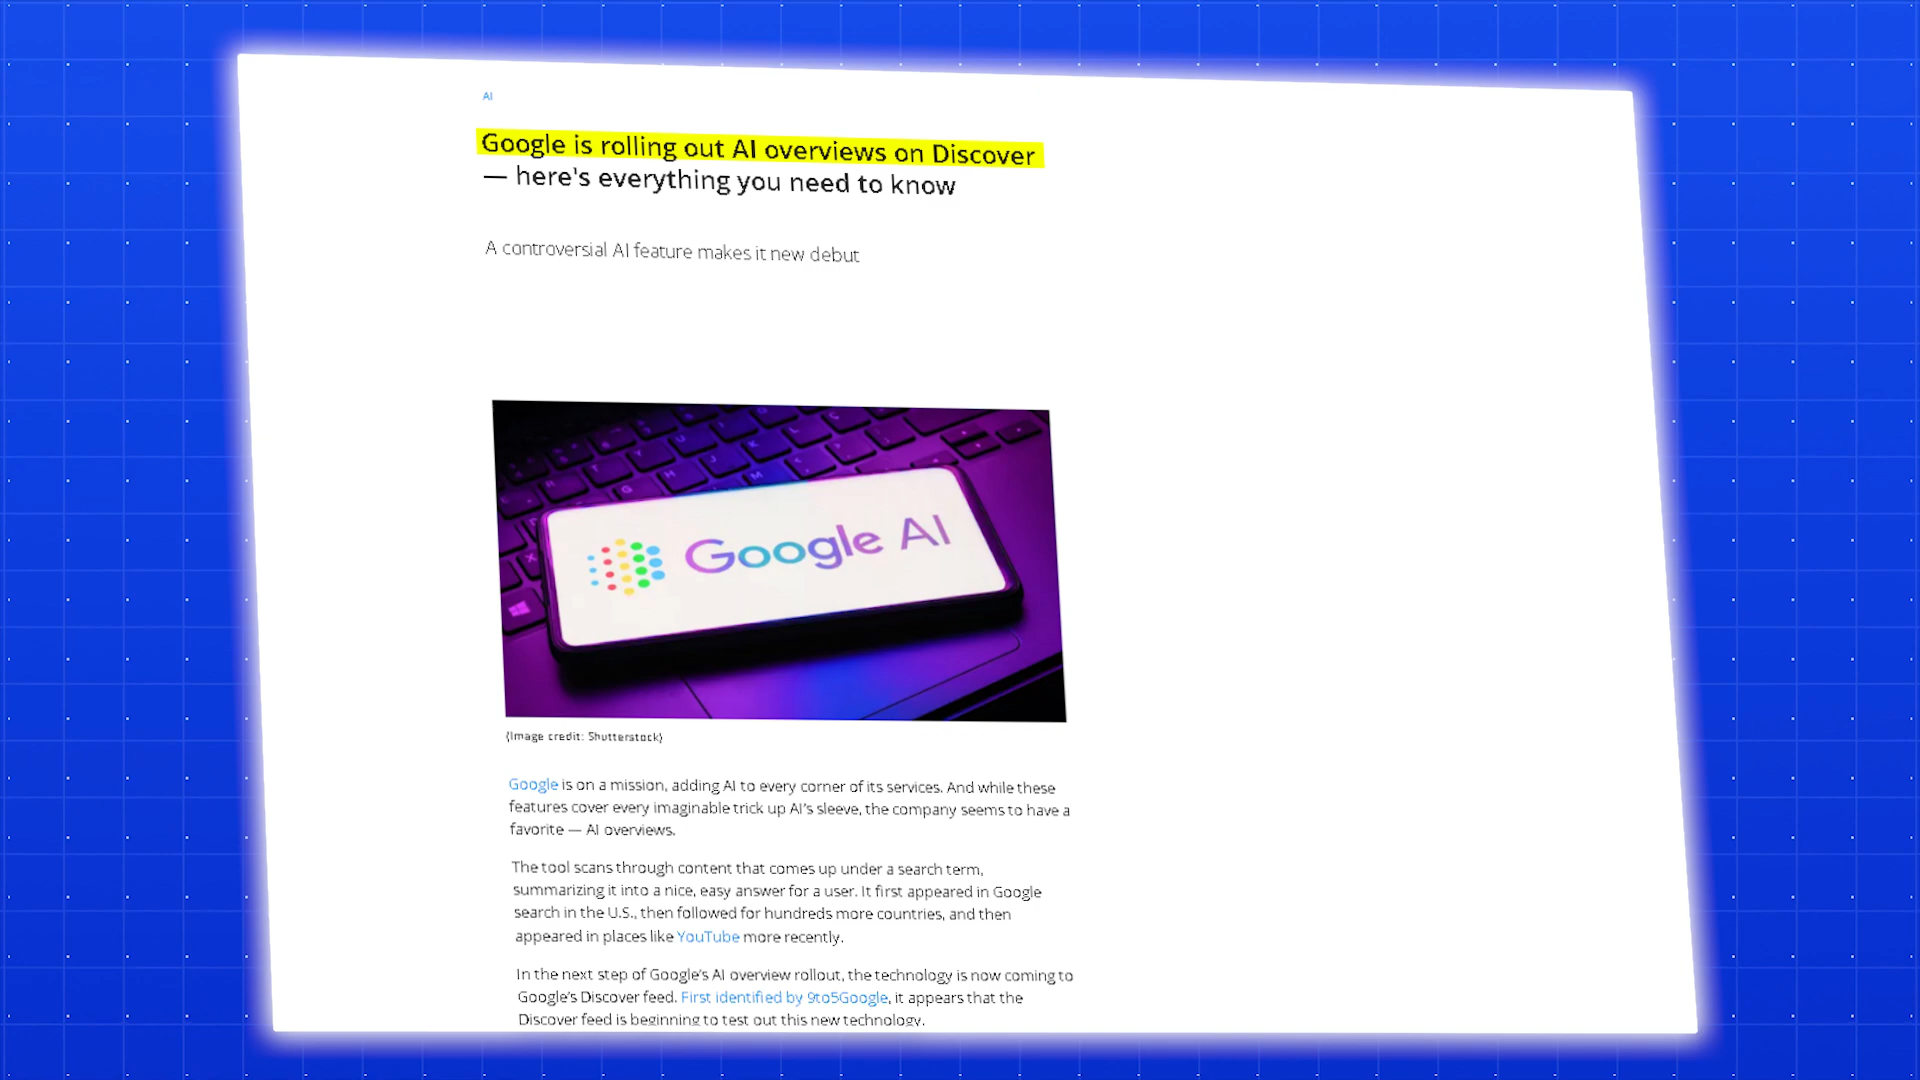 AI
Google is rolling out AI overviews on Discover
— here's everything you need to know
A controversial AI feature makes it new debut
Google AI
(Image credit: Shutterstock)
Google is on a mission, adding AI to every corner of its services. And while these
features cover every imaginable trick up AI's sleeve, the company seems to have a
favorite — AI overviews.
The tool scans through content that comes up under a search term,
summarizing it into a nice, easy answer for a user. It first appeared in Google
search in the U.S., then followed for hundreds more countries, and then
appeared in places like YouTube more recently.
In the next step of Google's AI overview rollout, the technology is now coming to
Google's Discover feed. First identified by 9to5Google, it appears that the
Discover feed is beginning to test out this new technology.